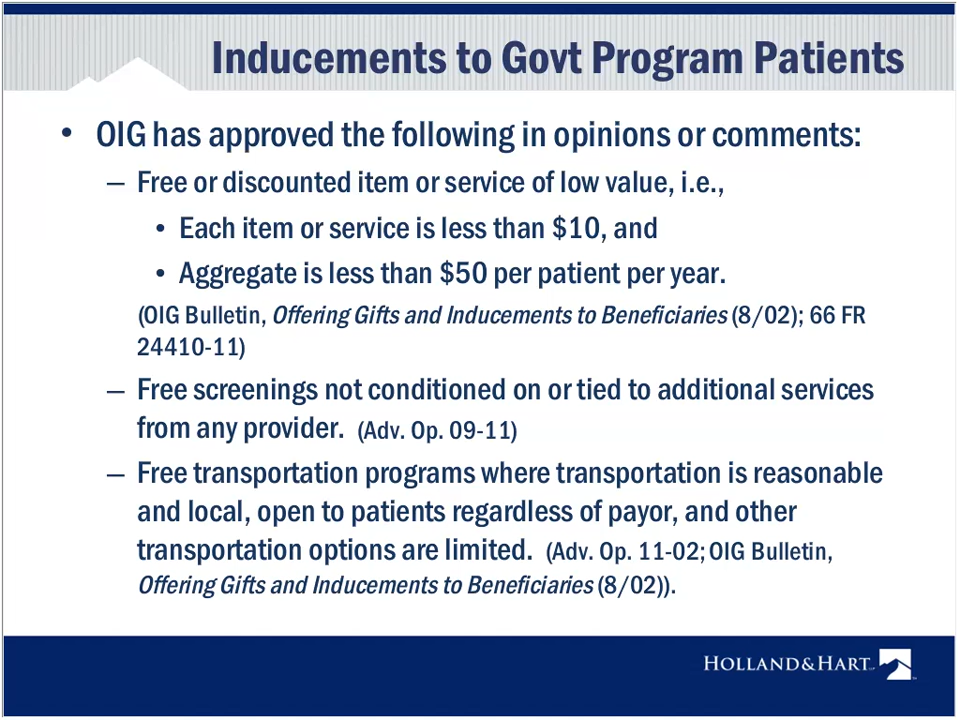 Inducements to Govt Program Patients
• OIG has approved the following in opinions or comments:
– Free or discounted item or service of low value, i.e.,
• Each item or service is less than $10, and
• Aggregate is less than $50 per patient per year.
(OIG Bulletin, Offering Gifts and Inducements to Beneficiaries (8/02); 66 FR
24410-11)
– Free screenings not conditioned on or tied to additional services
from any provider. (Adv. Op. 09-11)
– Free transportation programs where transportation is reasonable
and local, open to patients regardless of payor, and other
transportation options are limited. (Adv. Op. 11-02; OIG Bulletin,
Offering Gifts and Inducements to Beneficiaries (8/02)).
HOLLAND&HART